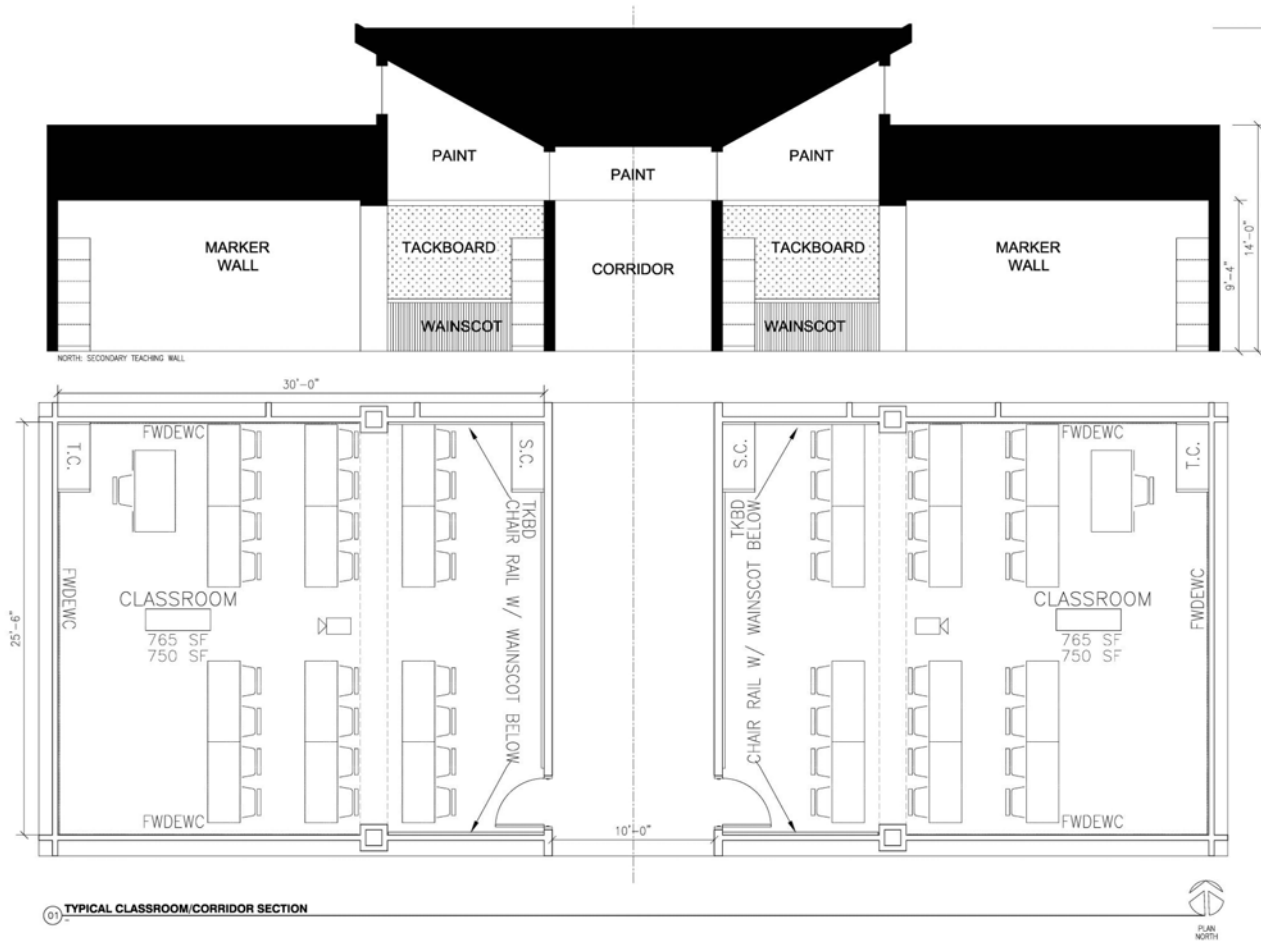 PAINT
PAINT
PAINT
MARKER
WALL
TACKBOARD
CORRIDOR
TACKBOARD
MARKER
WALL
WAINSCOT
WAINSCOT
9'-4"
14'-0"
NORTH: SECONDARY TEACHING WALL
30'-0"
25'-6"
T.C.
FWDEWC
S.C.
TKBD
CHAIR RAIL W/ WAINSCOT BELOW
FWDEWC
CLASSROOM
765 SF
750 SF
FWDEWC
10'-0"
S.C.
TKBD
CHAIR RAIL W/ WAINSCOT BELOW
FWDEWC
T.C.
FWDEWC
CLASSROOM
765 SF
750 SF
FWDEWC
01 TYPICAL CLASSROOM/CORRIDOR SECTION
-
PLAN
NORTH